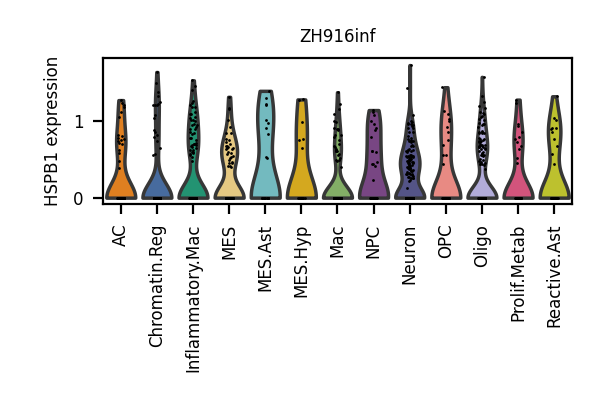 ZH916inf
HSPB1 expression
1
0
AC
Chromatin.Reg
Inflammatory.Mac
MES
MES.Ast
MES.Hyp
Mac
NPC
Neuron
OPC
Oligo
Prolif.Metab
Reactive.Ast